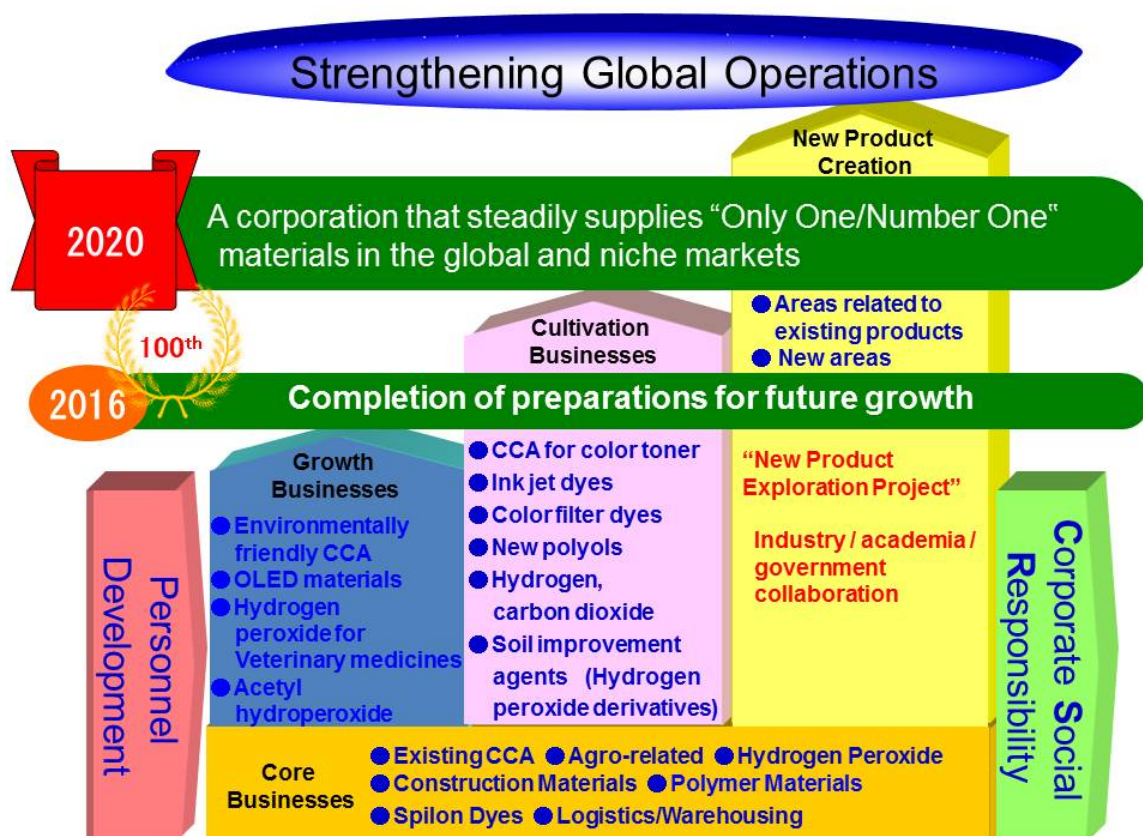 Strengthening Global Operations
New Product
Creation
2020
A corporation that steadily supplies “Only One/Number One‟
materials in the global and niche markets
● Areas related to
existing products
● New areas
100th
2016
Completion of preparations for future growth
Cultivation
Businesses
● CCA for color toner
● Ink jet dyes
● Color filter dyes
● New polyols
● Hydrogen,
carbon dioxide
● Soil improvement
agents (Hydrogen
peroxide derivatives)
Growth
Businesses
● Environmentally
friendly CCA
● OLED materials
● Hydrogen
peroxide for
Veterinary medicines
● Acetyl
hydroperoxide
“New Product
Exploration Project”
Industry / academia /
government
collaboration
Personnel
Development
Corporate Social
Responsibility
Core
Businesses
● Existing CCA ● Agro-related ● Hydrogen Peroxide
● Construction Materials ● Polymer Materials
● Spilon Dyes ● Logistics/Warehousing